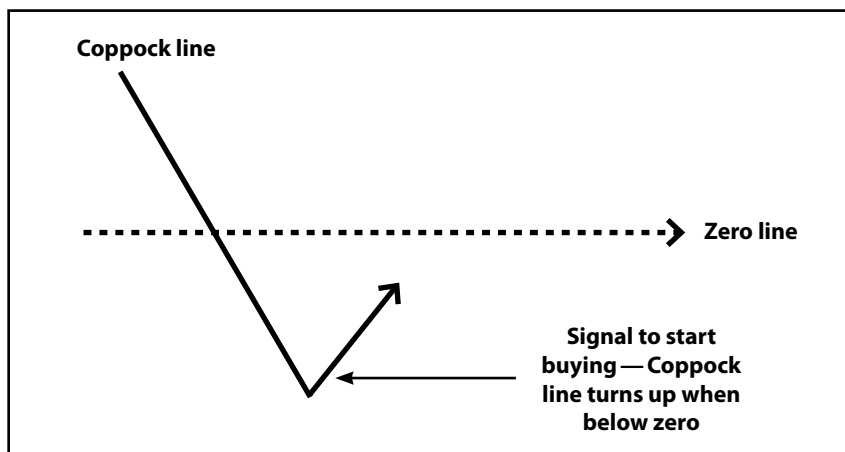 Coppock line
Zero line
Signal to start
buying — Coppock
line turns up when
below zero